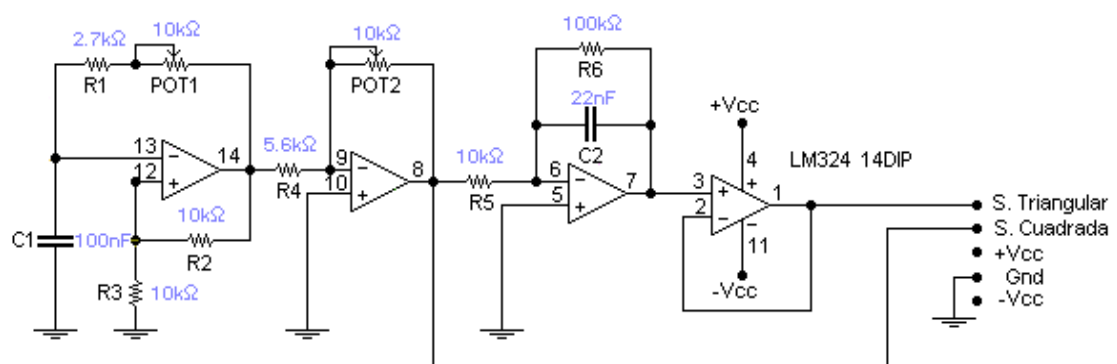 10kΩ
2.7kΩ
R1
POT1
10kΩ
POT2
100kΩ
R6
22nF
C2
+Vcc
4
LM324 14DIP
13
12
14
5.6kΩ
R4
9
10
8
10kΩ
R5
6
5
7
3
2
1
11
-Vcc
10kΩ
R2
C1
100nF
R3
10kΩ
S. Triangular
S. Cuadrada
+Vcc
Gnd
-Vcc